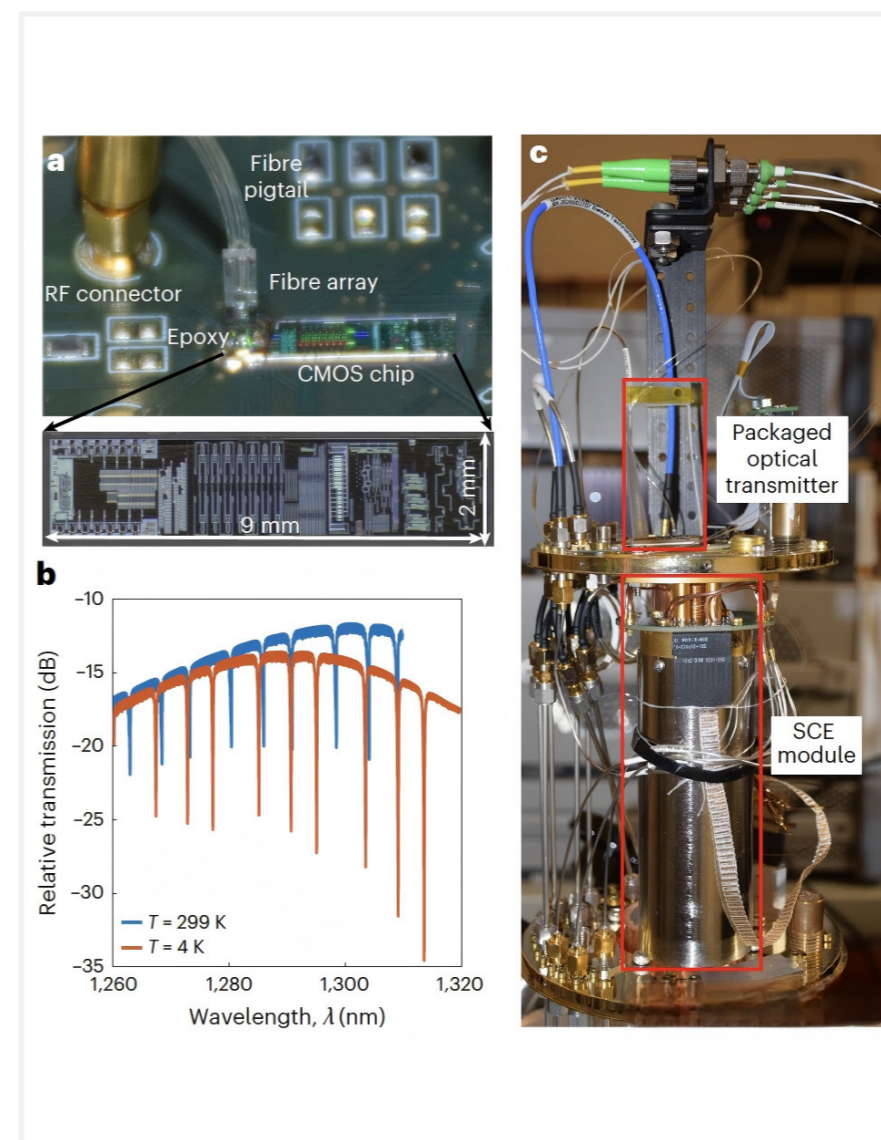 a
Fibre
pigtail
RF connector
Fibre array
Epoxy
CMOS chip
9 mm
2 mm
b
Relative transmission (dB)
–10
–15
–20
–25
–30
–35
T = 299 K
T = 4 K
1,260
1,280
1,300
1,320
Wavelength, λ (nm)
c
Packaged
optical
transmitter
SCE
module